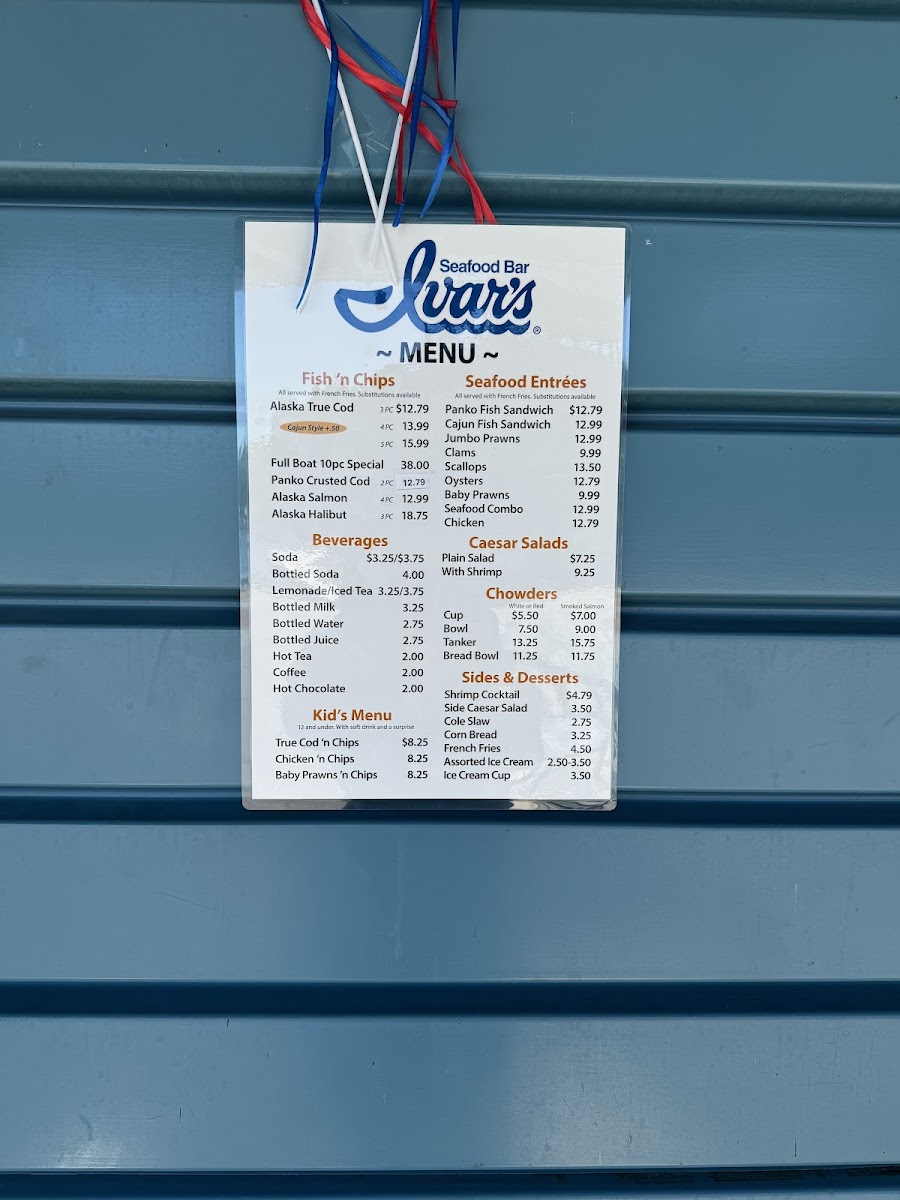 Seafood Bar
Ivar's®
~ MENU ~
Fish 'n Chips
All served with French Fries. Substitutions available
Alaska True Cod 3 PC $12.79
Cajun Style +.50 4 PC 13.99
5 PC 15.99
Full Boat 10pc Special 38.00
Panko Crusted Cod 2 PC 12.79
Alaska Salmon 4 PC 12.99
Alaska Halibut 3 PC 18.75
Beverages
Soda $3.25/$3.75
Bottled Soda 4.00
Lemonade/Iced Tea 3.25/3.75
Bottled Milk 3.25
Bottled Water 2.75
Bottled Juice 2.75
Hot Tea 2.00
Coffee 2.00
Hot Chocolate 2.00
Kid's Menu
12 and under. With soft drink and a surprise
True Cod 'n Chips $8.25
Chicken 'n Chips 8.25
Baby Prawns 'n Chips 8.25
Seafood Entrées
All served with French Fries. Substitutions available
Panko Fish Sandwich $12.79
Cajun Fish Sandwich 12.99
Jumbo Prawns 12.99
Clams 9.99
Scallops 13.50
Oysters 12.79
Baby Prawns 9.99
Seafood Combo 12.99
Chicken 12.79
Caesar Salads
Plain Salad $7.25
With Shrimp 9.25
Chowders
White or Red Smoked Salmon
Cup $5.50 $7.00
Bowl 7.50 9.00
Tanker 13.25 15.75
Bread Bowl 11.25 11.75
Sides & Desserts
Shrimp Cocktail $4.79
Side Caesar Salad 3.50
Cole Slaw 2.75
Corn Bread 3.25
French Fries 4.50
Assorted Ice Cream 2.50-3.50
Ice Cream Cup 3.50